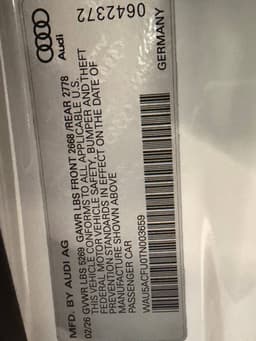 Audi
0642372
MFD. BY AUDI AG
02/26 GVWR LBS 5269 GAWR LBS FRONT 2668 /REAR 2778
THIS VEHICLE CONFORMS TO ALL APPLICABLE U.S.
FEDERAL MOTOR VEHICLE SAFETY, BUMPER AND THEFT
PREVENTION STANDARDS IN EFFECT ON THE DATE OF
MANUFACTURE SHOWN ABOVE
PASSENGER CAR
WAU5ACFU0TN003659
GERMANY